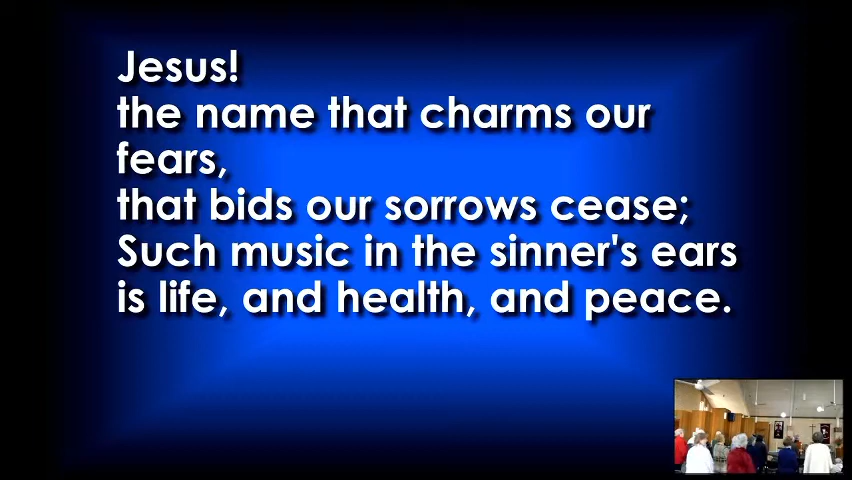 Jesus!
the name that charms our
fears,
that bids our sorrows cease;
Such music in the sinner's ears
is life, and health, and peace.